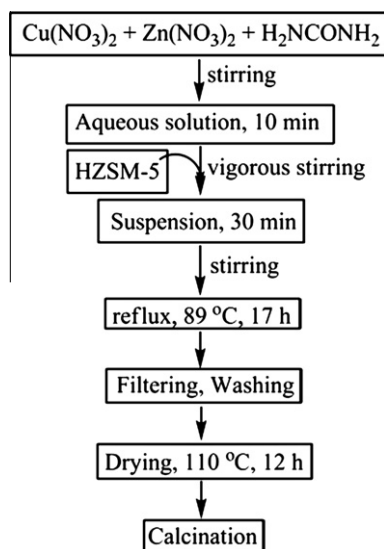 Cu(NO₃)₂ + Zn(NO₃)₂ + H₂NCONH₂
stirring
Aqueous solution, 10 min
HZSM-5
vigorous stirring
Suspension, 30 min
stirring
reflux, 89 °C, 17 h
Filtering, Washing
Drying, 110 °C, 12 h
Calcination